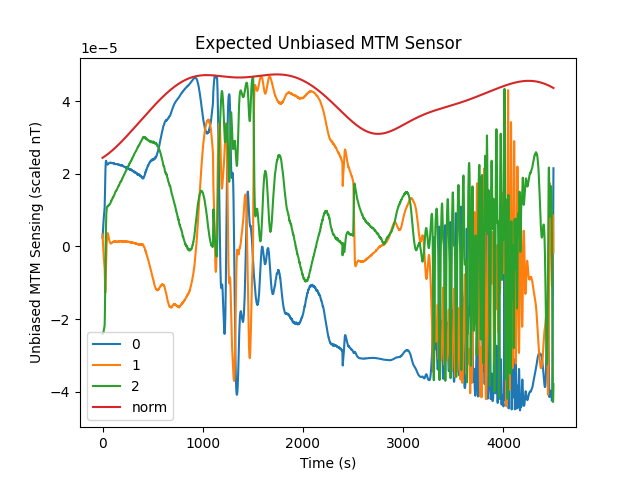 Expected Unbiased MTM Sensor
1e−5
Unbiased MTM Sensing (scaled nT)
4
2
0
−2
−4
0
1
2
norm
0 1000 2000 3000 4000
Time (s)